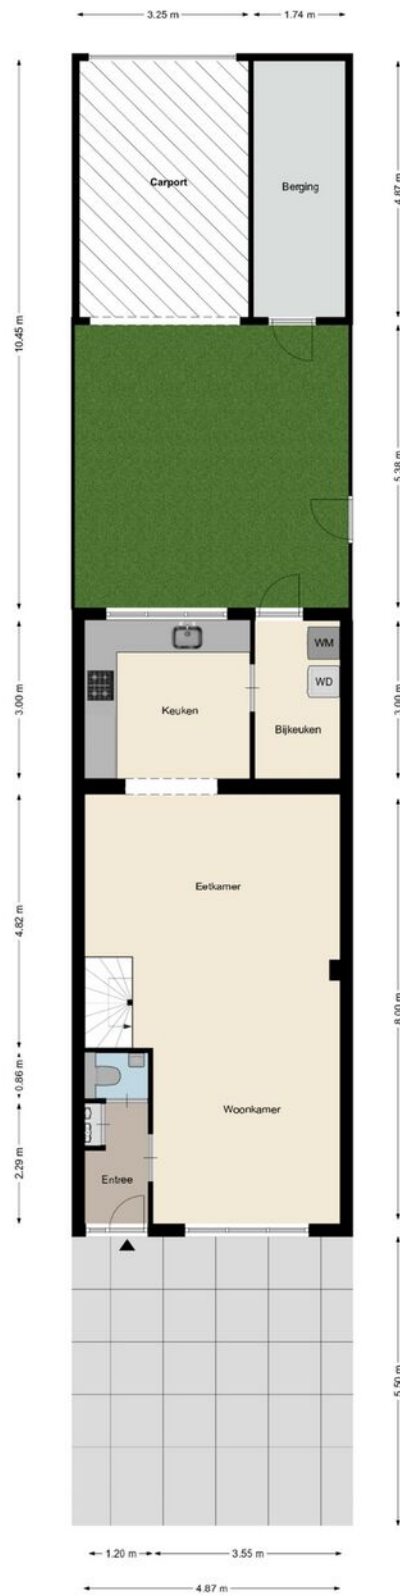 3.25 m
1.74 m
Carport
Berging
4.87 m
10.45 m
5.38 m
WM
WD
Keuken
Bijkeuken
3.00 m
3.00 m
Eetkamer
4.82 m
8.00 m
0.86 m
Woonkamer
2.29 m
Entree
5.50 m
1.20 m
3.55 m
4.87 m